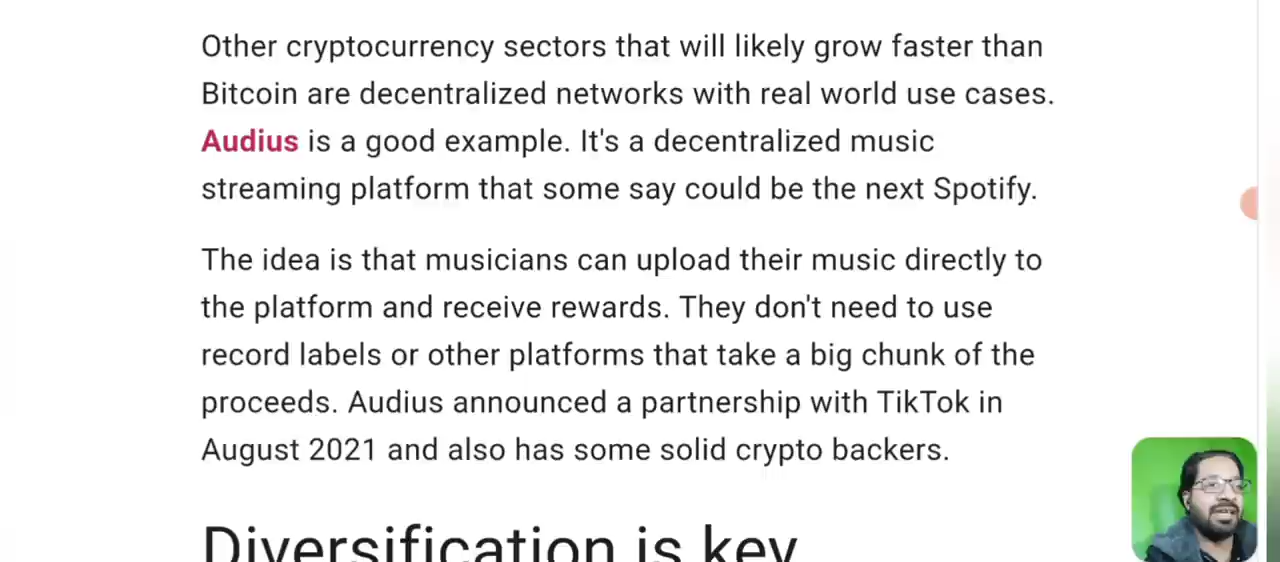 Other cryptocurrency sectors that will likely grow faster than
Bitcoin are decentralized networks with real world use cases.
Audius is a good example. It's a decentralized music
streaming platform that some say could be the next Spotify.
The idea is that musicians can upload their music directly to
the platform and receive rewards. They don't need to use
record labels or other platforms that take a big chunk of the
proceeds. Audius announced a partnership with TikTok in
August 2021 and also has some solid crypto backers.
Diversification is key